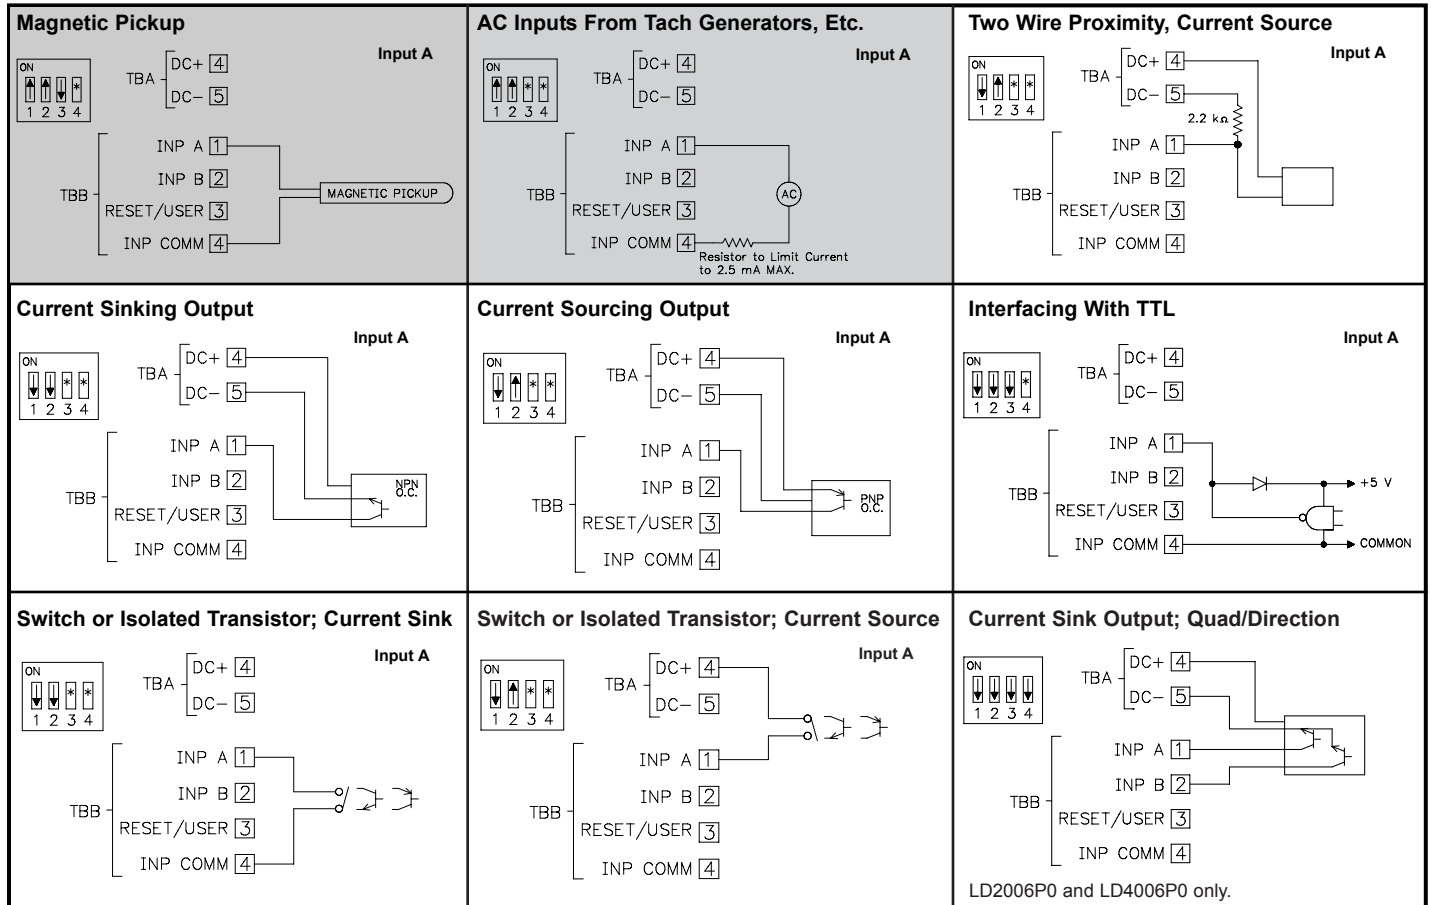 Magnetic Pickup
Input A
ON
1 2 3 4
TBA
DC+ 4
DC- 5
TBB
INP A 1
INP B 2
RESET/USER 3
INP COMM 4
MAGNETIC PICKUP
AC Inputs From Tach Generators, Etc.
Input A
ON
* *
1 2 3 4
TBA
DC+ 4
DC- 5
TBB
INP A 1
INP B 2
RESET/USER 3
INP COMM 4
AC
Resistor to Limit Current
to 2.5 mA MAX.
Two Wire Proximity, Current Source
Input A
ON
* *
1 2 3 4
TBA
DC+ 4
DC- 5
2.2 kΩ
TBB
INP A 1
INP B 2
RESET/USER 3
INP COMM 4
Current Sinking Output
Input A
ON
* *
1 2 3 4
TBA
DC+ 4
DC- 5
TBB
INP A 1
INP B 2
RESET/USER 3
INP COMM 4
NPN
O.C.
Current Sourcing Output
Input A
ON
* *
1 2 3 4
TBA
DC+ 4
DC- 5
TBB
INP A 1
INP B 2
RESET/USER 3
INP COMM 4
PNP
O.C.
Interfacing With TTL
Input A
ON
*
1 2 3 4
TBA
DC+ 4
DC- 5
TBB
INP A 1
INP B 2
RESET/USER 3
INP COMM 4
+5 V
COMMON
Switch or Isolated Transistor; Current Sink
Input A
ON
* *
1 2 3 4
TBA
DC+ 4
DC- 5
TBB
INP A 1
INP B 2
RESET/USER 3
INP COMM 4
Switch or Isolated Transistor; Current Source
Input A
ON
* *
1 2 3 4
TBA
DC+ 4
DC- 5
TBB
INP A 1
INP B 2
RESET/USER 3
INP COMM 4
Current Sink Output; Quad/Direction
ON
1 2 3 4
TBA
DC+ 4
DC- 5
TBB
INP A 1
INP B 2
RESET/USER 3
INP COMM 4
LD2006P0 and LD4006P0 only.